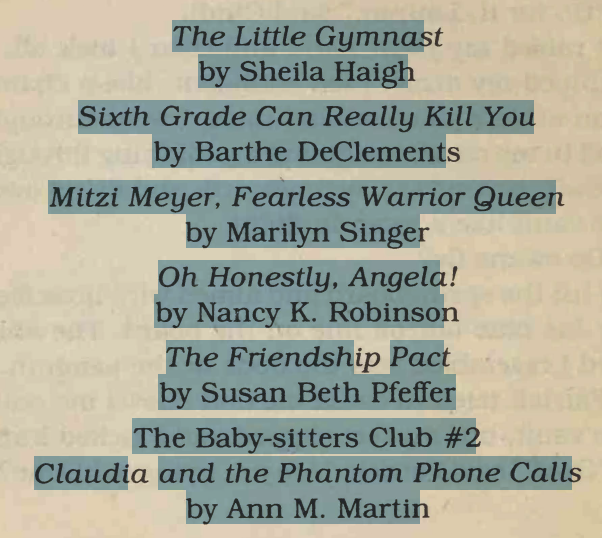 The Little Gymnast
by Sheila Haigh
Sixth Grade Can Really Kill You
by Barthe DeClements
Mitzi Meyer, Fearless Warrior Queen
by Marilyn Singer
Oh Honestly, Angela!
by Nancy K. Robinson
The Friendship Pact
by Susan Beth Pfeffer
The Baby-sitters Club #2
Claudia and the Phantom Phone Calls
by Ann M. Martin